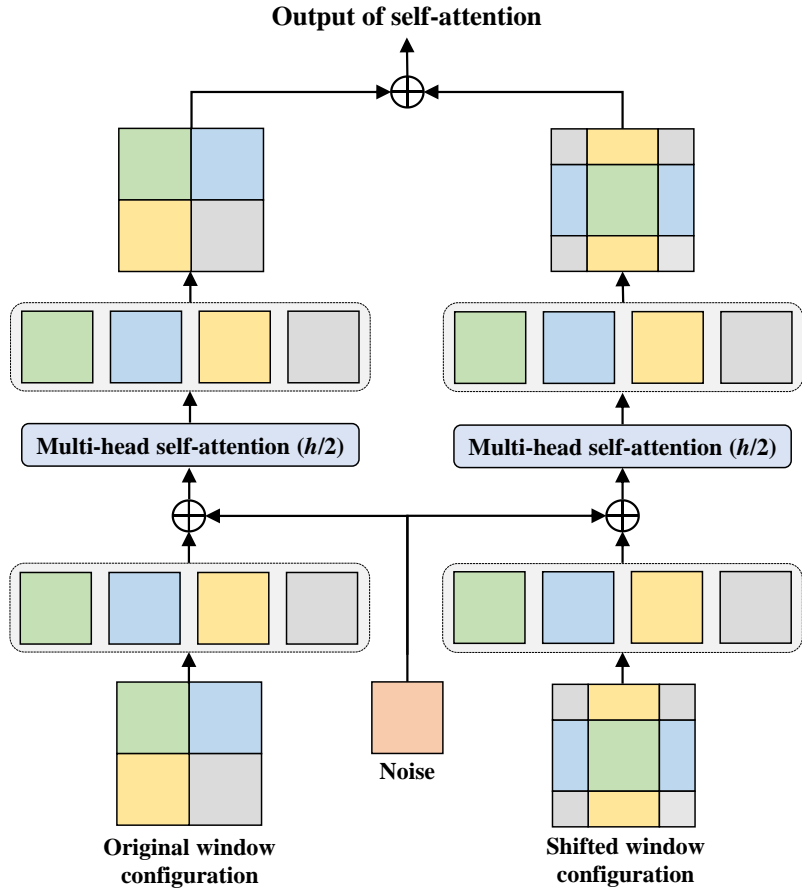 Output of self-attention
Multi-head self-attention (h/2)
Multi-head self-attention (h/2)
Noise
Original window
configuration
Shifted window
configuration